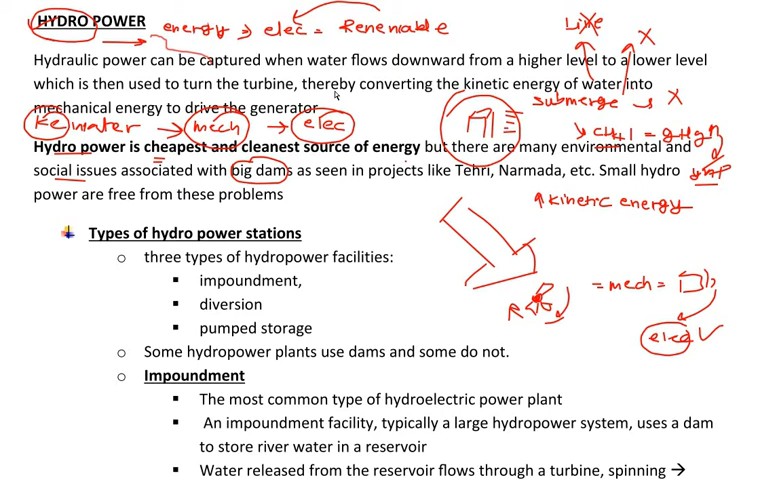 HYDRO POWER
energy ⇒ elec = Renewable
Hydraulic power can be captured when water flows downward from a higher level to a lower level
which is then used to turn the turbine, thereby converting the kinetic energy of water into
mechanical energy to drive the generator
submerge → X
X
Ke water → mech → elec
CH4 = gHg
Hydro power is cheapest and cleanest source of energy but there are many environmental and
social issues associated with big dams as seen in projects like Tehri, Narmada, etc. Small hydro
power are free from these problems
↑ Kinetic energy
Types of hydro power stations
o three types of hydropower facilities:
▪ impoundment,
▪ diversion
▪ pumped storage
= mech =
R
elec ✓
o Some hydropower plants use dams and some do not.
o Impoundment
▪ The most common type of hydroelectric power plant
▪ An impoundment facility, typically a large hydropower system, uses a dam
to store river water in a reservoir
▪ Water released from the reservoir flows through a turbine, spinning →